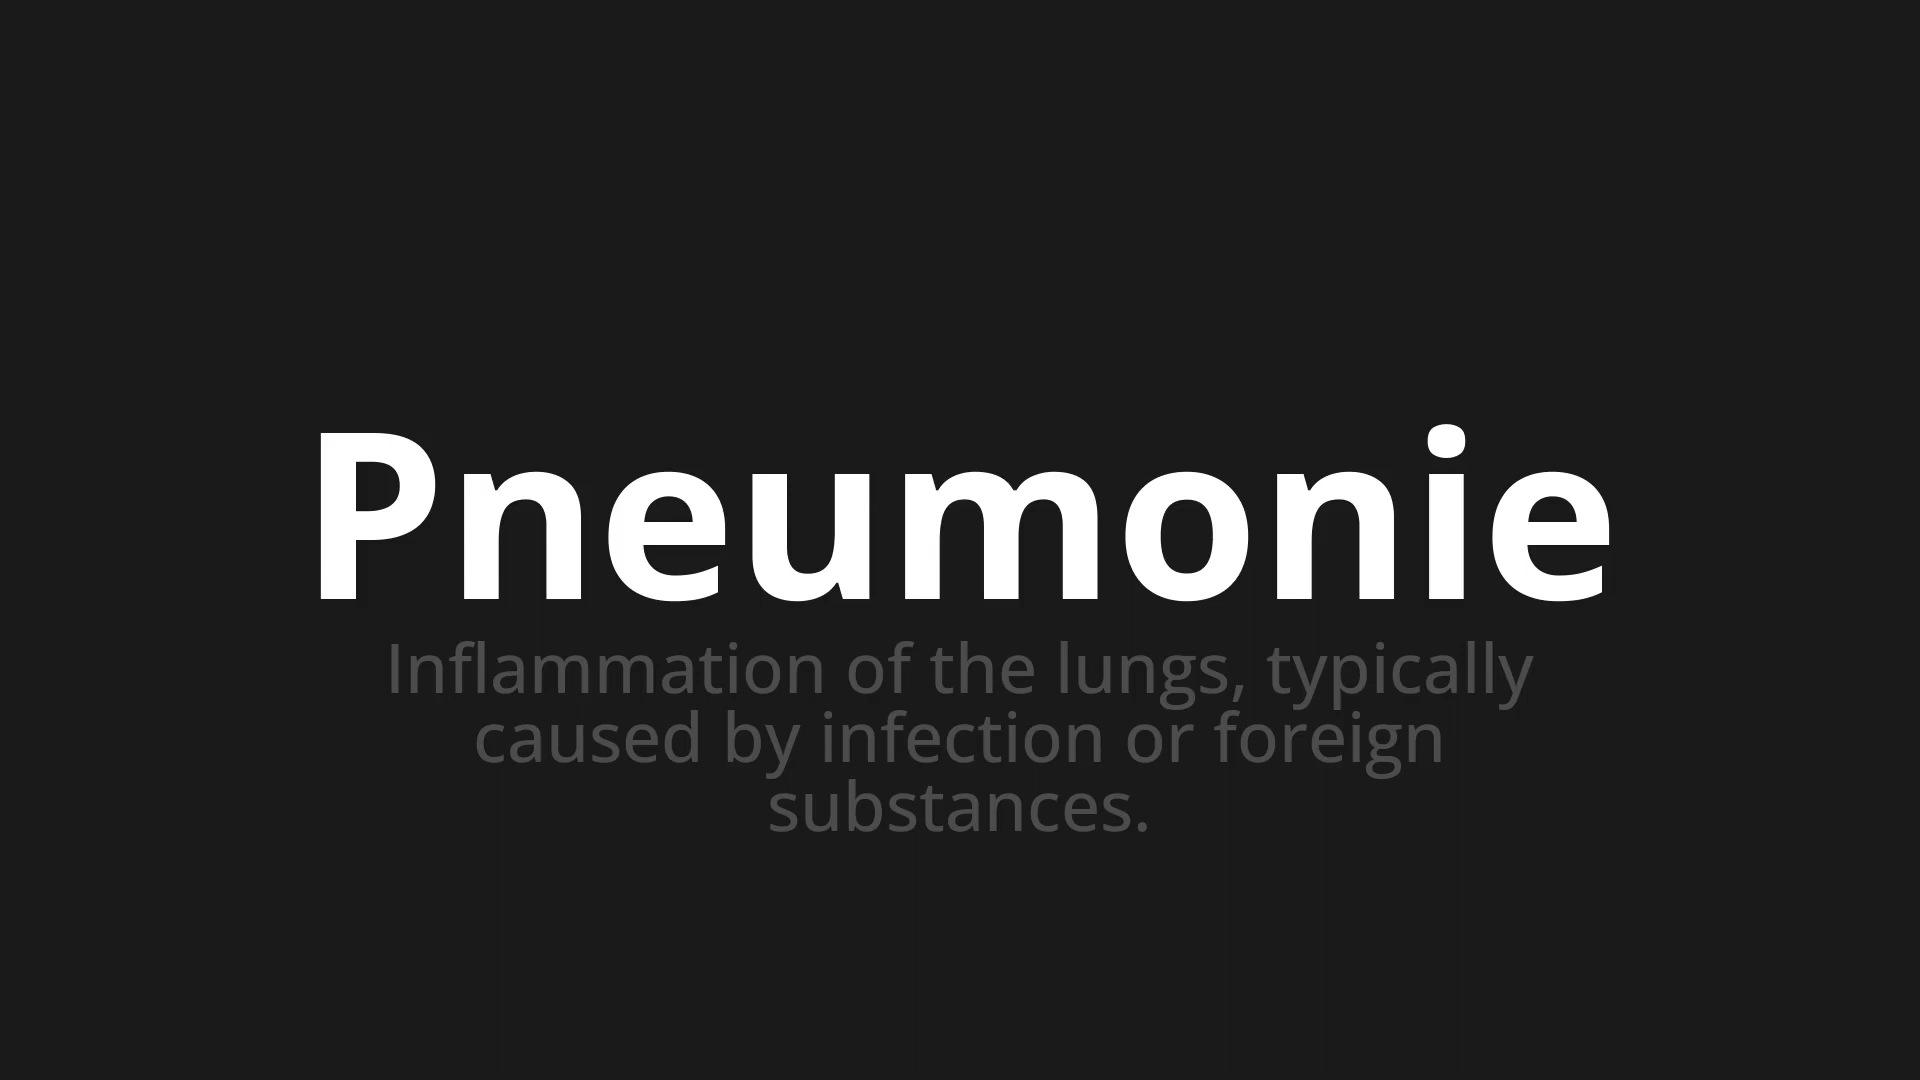 Pneumonie
Inflammation of the lungs, typically
caused by infection or foreign
substances.